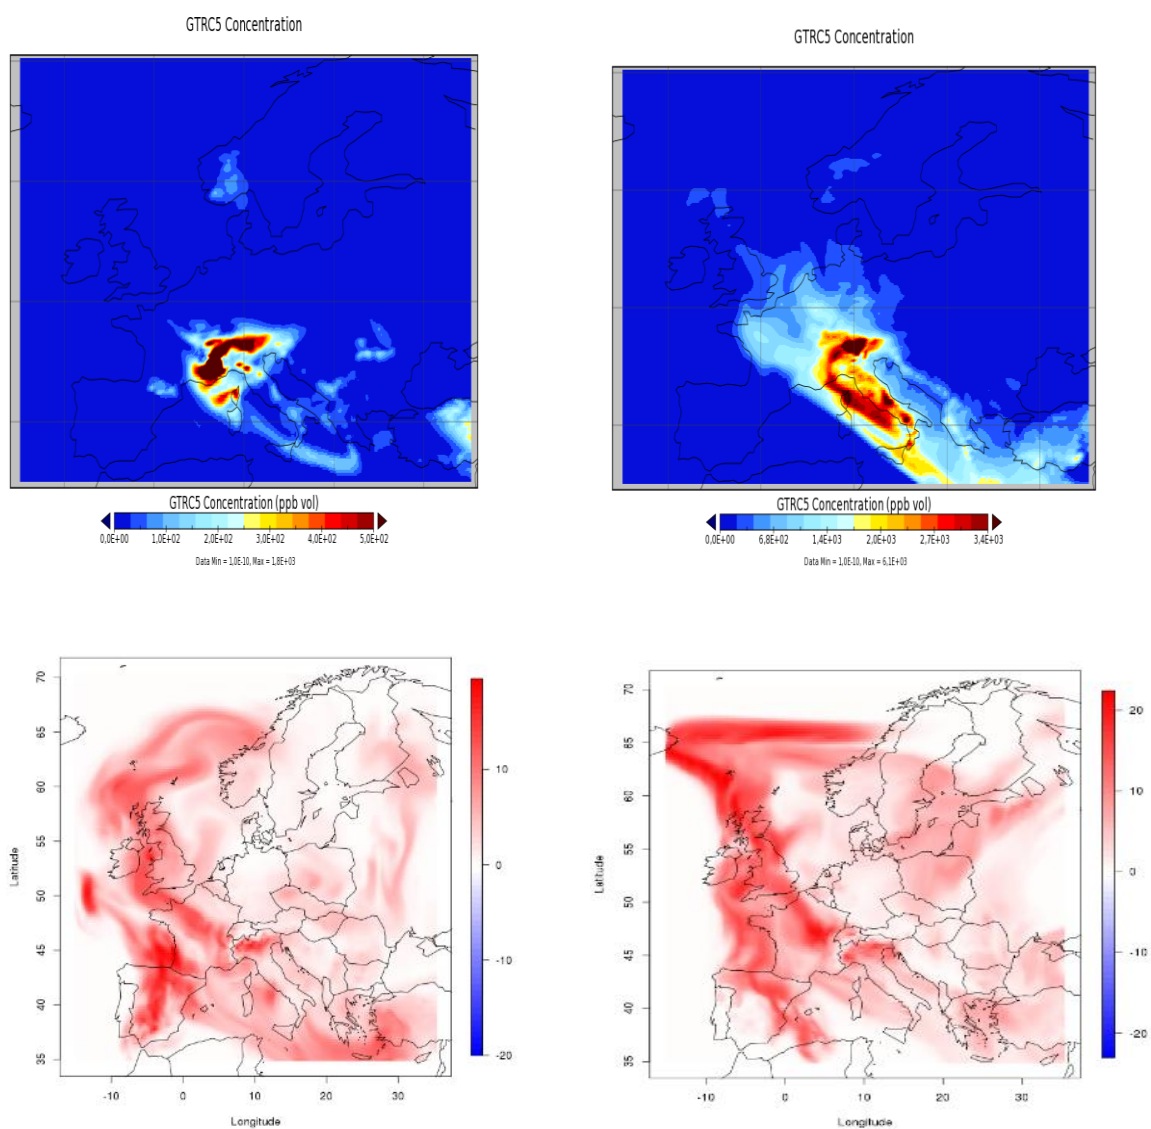 GTRC5 Concentration
GTRC5 Concentration (ppb vol)
0,0E+00 1,0E+02 2,0E+02 3,0E+02 4,0E+02 5,0E+02
Data Min = 1,0E-10, Max = 1,8E+03
GTRC5 Concentration
GTRC5 Concentration (ppb vol)
0,0E+00 6,8E+02 1,4E+03 2,0E+03 2,7E+03 3,4E+03
Data Min = 1,0E-10, Max = 6,1E+03
Latitude
70
65
60
55
50
45
40
35
-10 0 10 20 30
Longitude
10
0
-10
-20
Latitude
70
65
60
55
50
45
40
35
-10 0 10 20 30
Longitude
20
10
0
-10
-20